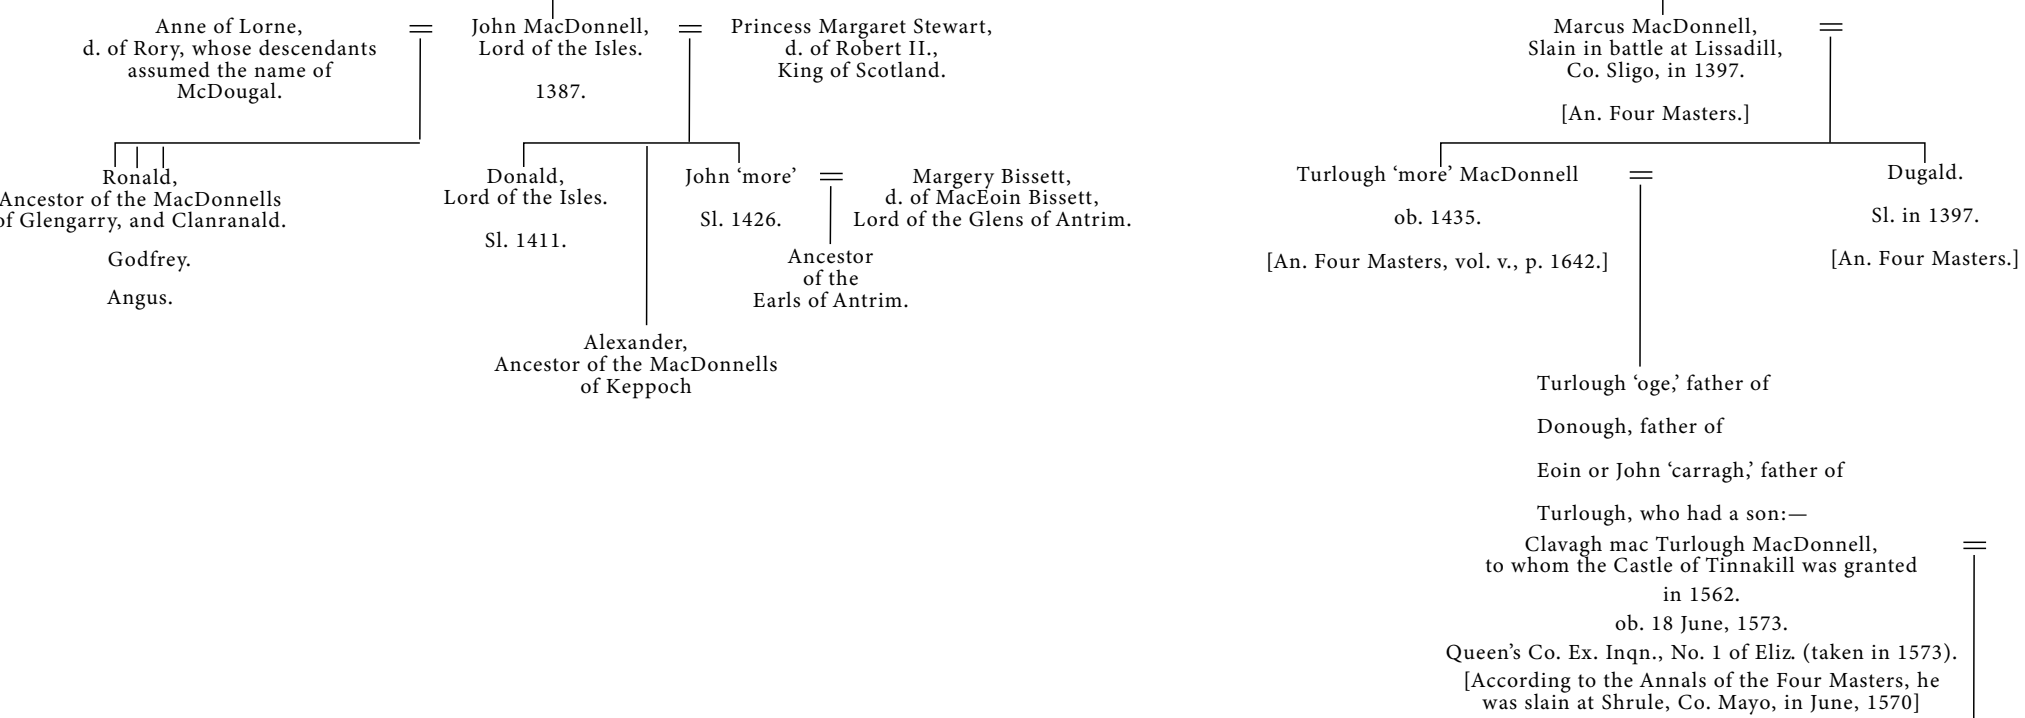 Anne of Lorne,
d. of Rory, whose descendants
assumed the name of
McDougal.
=
John MacDonnell,
Lord of the Isles.
1387.
=
Princess Margaret Stewart,
d. of Robert II.,
King of Scotland.
Ronald,
Ancestor of the MacDonnells
of Glengarry, and Clanranald.
Godfrey.
Angus.
Donald,
Lord of the Isles.
Sl. 1411.
John ‘more’
Sl. 1426.
=
Margery Bissett,
d. of MacEoin Bissett,
Lord of the Glens of Antrim.
Ancestor
of the
Earls of Antrim.
Alexander,
Ancestor of the MacDonnells
of Keppoch
Marcus MacDonnell,
Slain in battle at Lissadill,
Co. Sligo, in 1397.
[An. Four Masters.]
=
Turlough ‘more’ MacDonnell
ob. 1435.
[An. Four Masters, vol. v., p. 1642.]
=
Dugald.
Sl. in 1397.
[An. Four Masters.]
Turlough ‘oge,’ father of
Donough, father of
Eoin or John ‘carragh,’ father of
Turlough, who had a son:—
Clavagh mac Turlough MacDonnell,
to whom the Castle of Tinnakill was granted
in 1562.
ob. 18 June, 1573.
Queen’s Co. Ex. Inqn., No. 1 of Eliz. (taken in 1573).
[According to the Annals of the Four Masters, he
was slain at Shrule, Co. Mayo, in June, 1570]
=